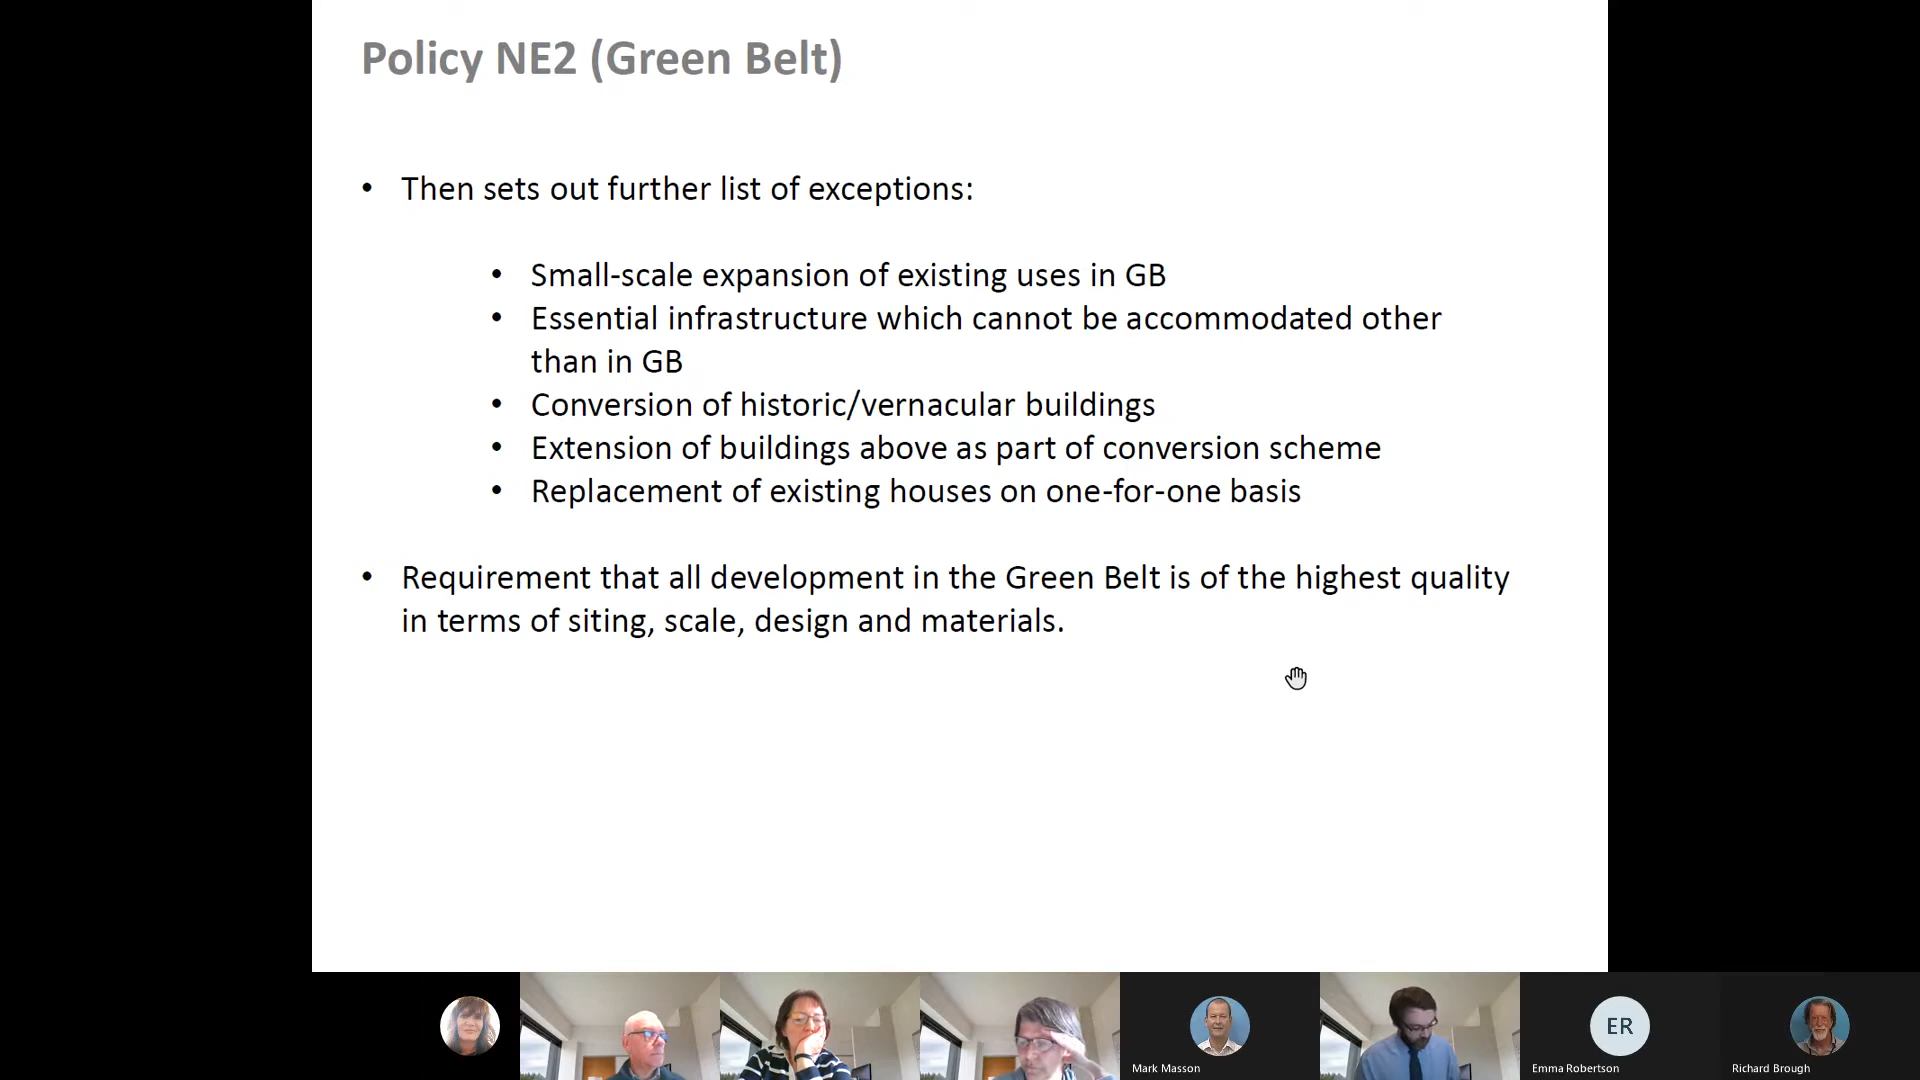 Policy NE2 (Green Belt)
• Then sets out further list of exceptions:
• Small-scale expansion of existing uses in GB
• Essential infrastructure which cannot be accommodated other
than in GB
• Conversion of historic/vernacular buildings
• Extension of buildings above as part of conversion scheme
• Replacement of existing houses on one-for-one basis
• Requirement that all development in the Green Belt is of the highest quality
in terms of siting, scale, design and materials.
ER
Mark Masson
Emma Robertson
Richard Brough